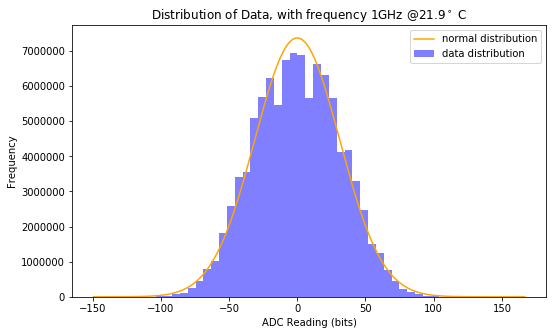 Distribution of Data, with frequency 1GHz @21.9° C
normal distribution
data distribution
Frequency
7000000
6000000
5000000
4000000
3000000
2000000
1000000
0
−150 −100 −50 0 50 100 150
ADC Reading (bits)